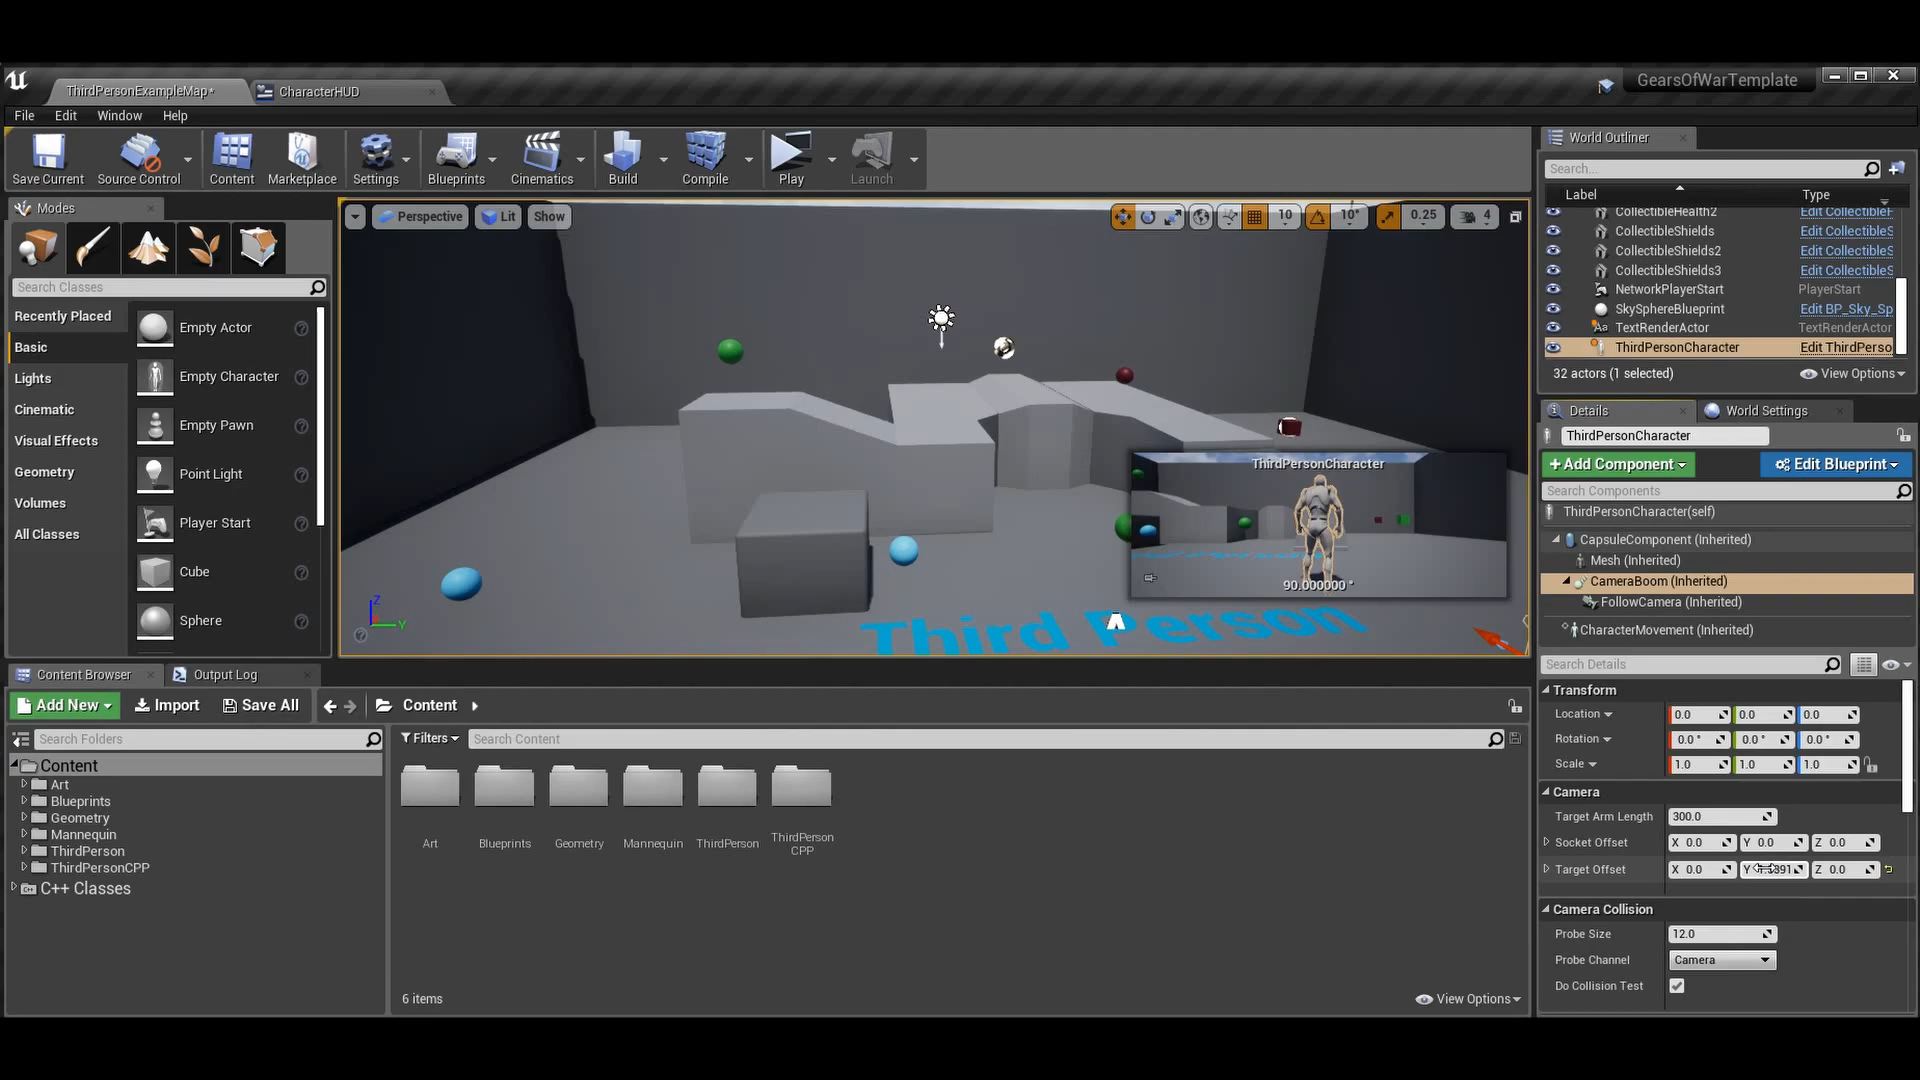 ThirdPersonExampleMap*
CharacterHUD
GearsOfWarTemplate
File Edit Window Help
Save Current Source Control Content Marketplace Settings Blueprints Cinematics Build Compile Play Launch
Modes
Search Classes
Recently Placed
Basic
Lights
Cinematic
Visual Effects
Geometry
Volumes
All Classes
Empty Actor
Empty Character
Empty Pawn
Point Light
Player Start
Cube
Sphere
Perspective Lit Show
10 10° 0.25 4
ThirdPersonCharacter
90.000000 °
Third Person
Z
Y
World Outliner
Search...
Label Type
CollectibleHealth2 Edit CollectibleH
CollectibleShields Edit CollectibleS
CollectibleShields2 Edit CollectibleS
CollectibleShields3 Edit CollectibleS
NetworkPlayerStart PlayerStart
SkySphereBlueprint Edit BP_Sky_Sp
TextRenderActor TextRenderActor
ThirdPersonCharacter Edit ThirdPerso
32 actors (1 selected) View Options
Details World Settings
ThirdPersonCharacter
+Add Component Edit Blueprint
Search Components
ThirdPersonCharacter(self)
CapsuleComponent (Inherited)
Mesh (Inherited)
CameraBoom (Inherited)
FollowCamera (Inherited)
CharacterMovement (Inherited)
Search Details
Transform
Location 0.0 0.0 0.0
Rotation 0.0 ° 0.0 ° 0.0 °
Scale 1.0 1.0 1.0
Camera
Target Arm Length 300.0
Socket Offset X 0.0 Y 0.0 Z 0.0
Target Offset X 0.0 Y Z 0.0
Camera Collision
Probe Size 12.0
Probe Channel Camera
Do Collision Test
Content Browser Output Log
Add New Import Save All Content
Search Folders
Filters Search Content
Content
Art
Blueprints
Geometry
Mannequin
ThirdPerson
ThirdPersonCPP
C++ Classes
Art Blueprints Geometry Mannequin ThirdPerson ThirdPerson
CPP
6 items View Options